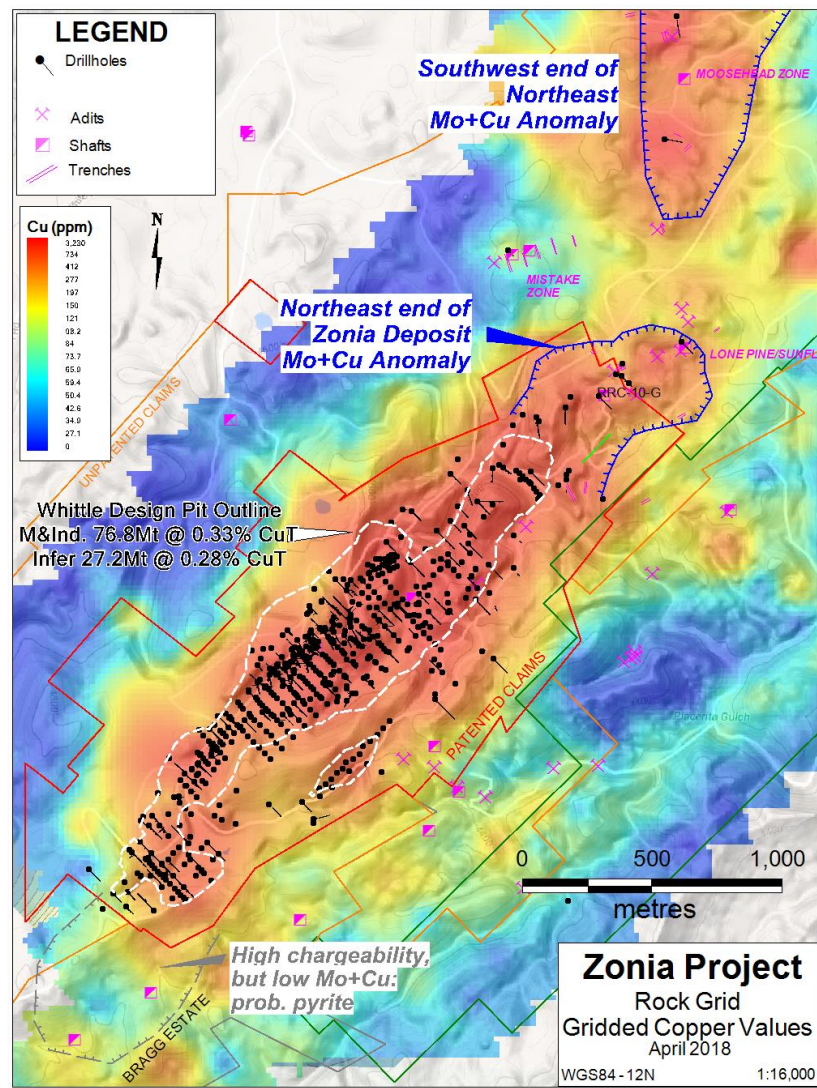 LEGEND
Drillholes
Adits
Shafts
Trenches
Cu (ppm)
3,230
734
412
277
197
150
121
98.2
84
73.7
65.9
59.4
50.4
42.6
34.9
27.1
0
N
Southwest end of
Northeast
Mo+Cu Anomaly
MOOSEHEAD ZONE
MISTAKE
ZONE
Northeast end of
Zonia Deposit
Mo+Cu Anomaly
LONE PINE/SUNFL
RRC-10-G
UNPATENTED CLAIMS
Whittle Design Pit Outline
M&Ind. 76.8Mt @ 0.33% CuT
Infer 27.2Mt @ 0.28% CuT
PATENTED CLAIMS
Placenta Gulch
0 500 1,000
metres
High chargeability,
but low Mo+Cu:
prob. pyrite
BRAGG ESTATE
Zonia Project
Rock Grid
Gridded Copper Values
April 2018
WGS84 - 12N 1:16,000